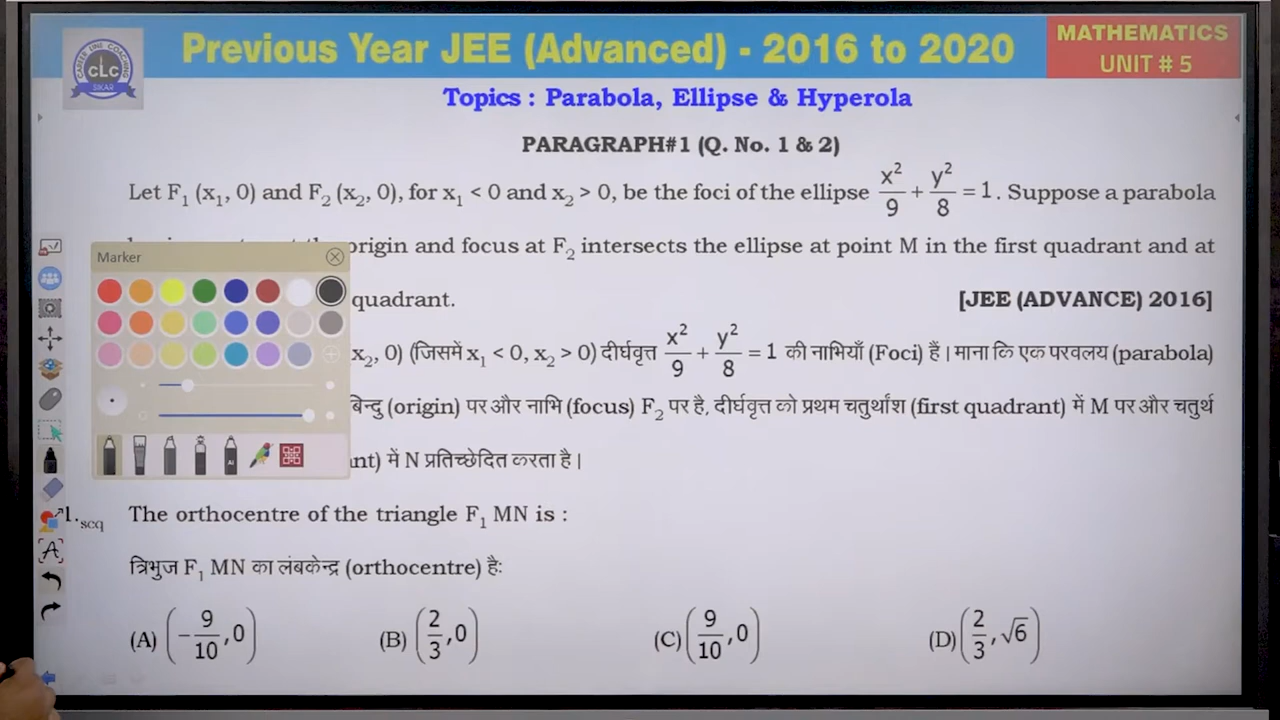 Previous Year JEE (Advanced) - 2016 to 2020
MATHEMATICS
UNIT # 5
CAREER LINE COACHING
CLC
SIKAR
Topics : Parabola, Ellipse & Hyperola
PARAGRAPH#1 (Q. No. 1 & 2)
Let F₁ (x₁, 0) and F₂ (x₂, 0), for x₁ < 0 and x₂ > 0, be the foci of the ellipse x²/9 + y²/8 = 1. Suppose a parabola
origin and focus at F₂ intersects the ellipse at point M in the first quadrant and at
quadrant. [JEE (ADVANCE) 2016]
Marker
x₂, 0) (जिसमें x₁ < 0, x₂ > 0) दीर्घवृत्त x²/9 + y²/8 = 1 की नाभियाँ (Foci) हैं। माना कि एक परवलय (parabola)
बिन्दु (origin) पर और नाभि (focus) F₂ पर है, दीर्घवृत्त को प्रथम चतुर्थांश (first quadrant) में M पर और चतुर्थ
nt) में N प्रतिच्छेदित करता है।
1.scq The orthocentre of the triangle F₁ MN is :
त्रिभुज F₁ MN का लंबकेन्द्र (orthocentre) है:
(A) (-9/10, 0) (B) (2/3, 0) (C) (9/10, 0) (D) (2/3, √6)